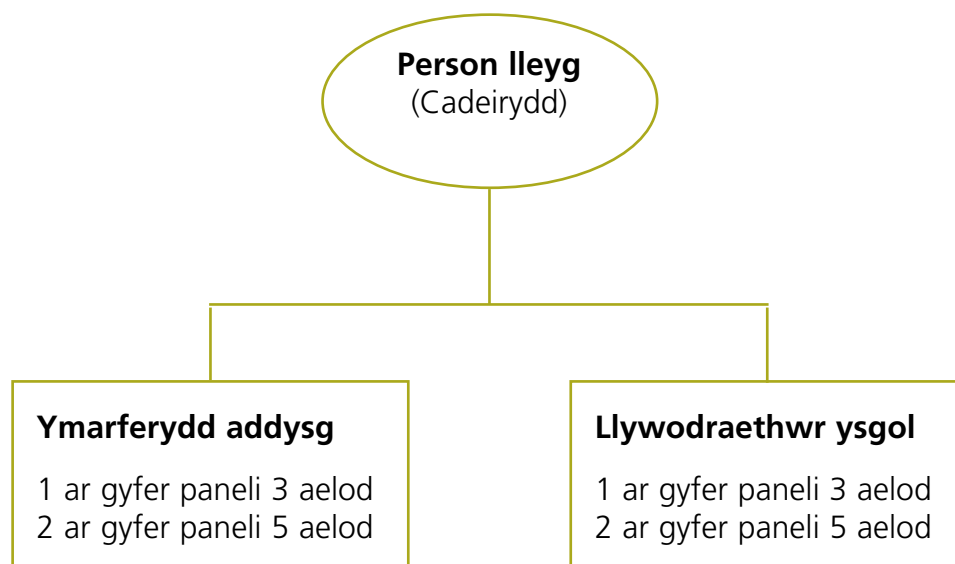 Person lleyg
(Cadeirydd)
Ymarferydd addysg
1 ar gyfer paneli 3 aelod
2 ar gyfer paneli 5 aelod
Llywodraethwr ysgol
1 ar gyfer paneli 3 aelod
2 ar gyfer paneli 5 aelod